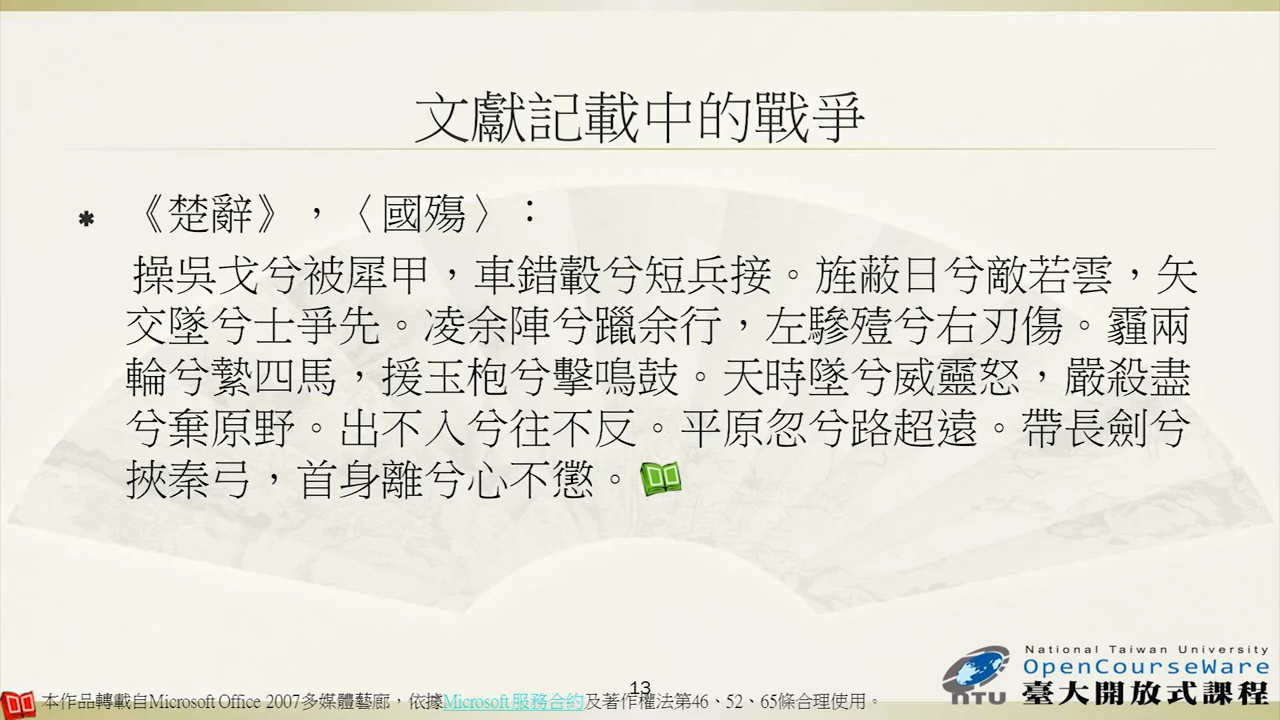 文獻記載中的戰爭
《楚辭》，〈國殤〉：
操吳戈兮被犀甲，車錯轂兮短兵接。旌蔽日兮敵若雲，矢
交墜兮士爭先。凌余陣兮躐余行，左驂殪兮右刃傷。霾兩
輪兮縶四馬，援玉枹兮擊鳴鼓。天時墜兮威靈怒，嚴殺盡
兮棄原野。出不入兮往不反。平原忽兮路超遠。帶長劍兮
挾秦弓，首身離兮心不懲。
13
本作品轉載自Microsoft Office 2007多媒體藝廊，依據Microsoft 服務合約及著作權法第46、52、65條合理使用。
NTU
National Taiwan University
OpenCourseWare
臺大開放式課程